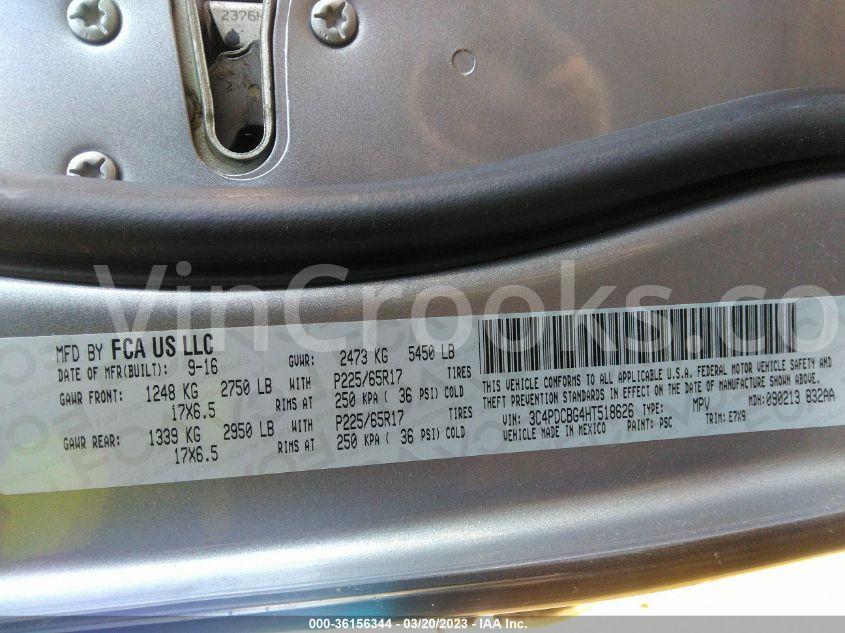 2376H
VinCrooks.com
MFD BY FCA US LLC
DATE OF MFR(BUILT): 9-16 GVWR: 2473 KG 5450 LB
GAWR FRONT: 1248 KG 2750 LB WITH P225/65R17 TIRES
17X6.5 RIMS AT 250 KPA ( 36 PSI) COLD
GAWR REAR: 1339 KG 2950 LB WITH P225/65R17 TIRES
17X6.5 RIMS AT 250 KPA ( 36 PSI) COLD
THIS VEHICLE CONFORMS TO ALL APPLICABLE U.S.A. FEDERAL MOTOR VEHICLE SAFETY AND
THEFT PREVENTION STANDARDS IN EFFECT ON THE DATE OF MANUFACTURE SHOWN ABOVE.
VIN: 3C4PDCBG4HT518626 TYPE: MPV MDH: 090213 832AA
VEHICLE MADE IN MEXICO PAINT: PSC TRIM: E7X9
000-36156344 — 03/20/2023 — IAA Inc.